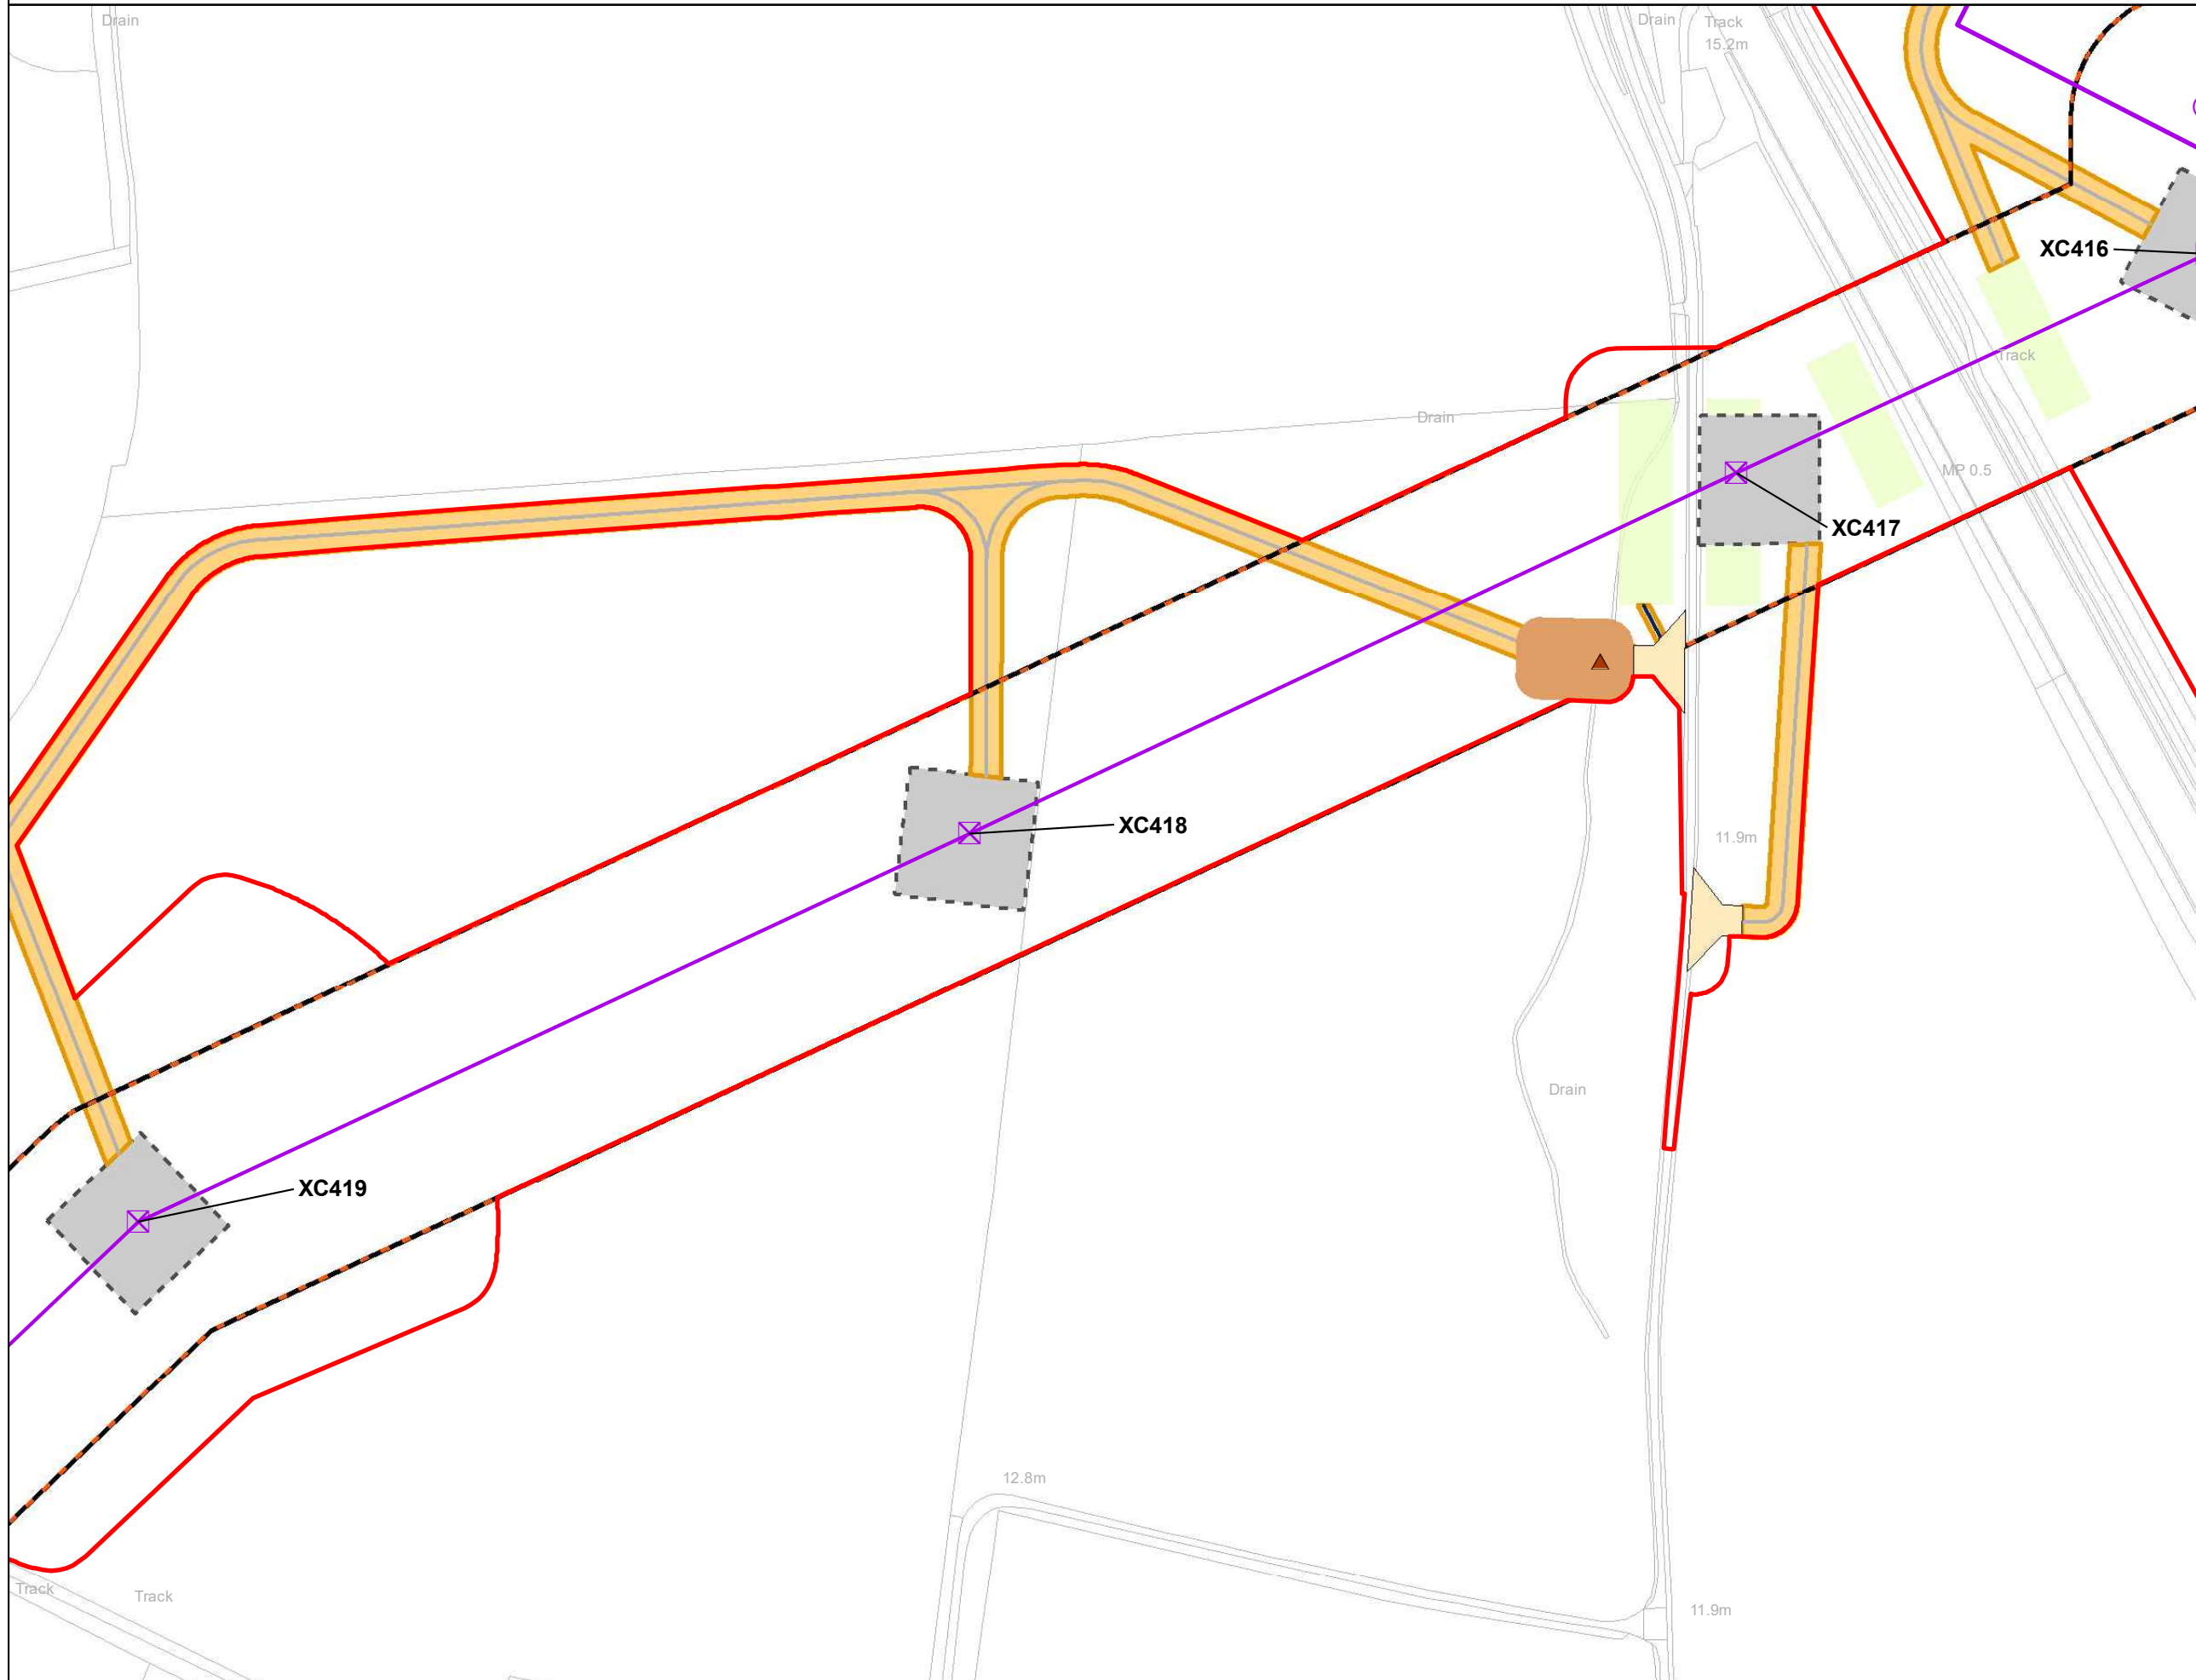 Drain
Drain
Track
15.2m
XC416
Track
Drain
MP 0.5
XC417
XC418
11.9m
Drain
XC419
12.8m
Track
Track
11.9m